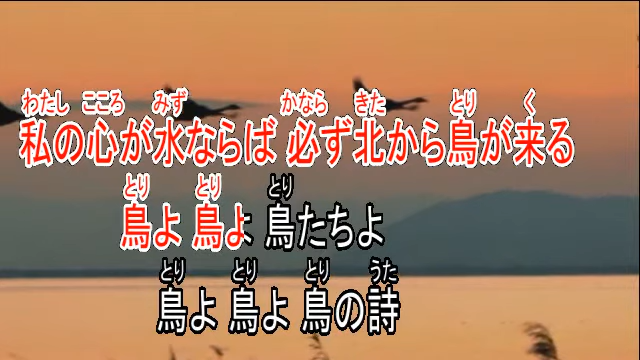 わたし こころ みず かなら きた とり く
私の心が水ならば 必ず北から鳥が来る
とり とり とり
鳥よ 鳥よ 鳥たちよ
とり とり とり うた
鳥よ 鳥よ 鳥の詩